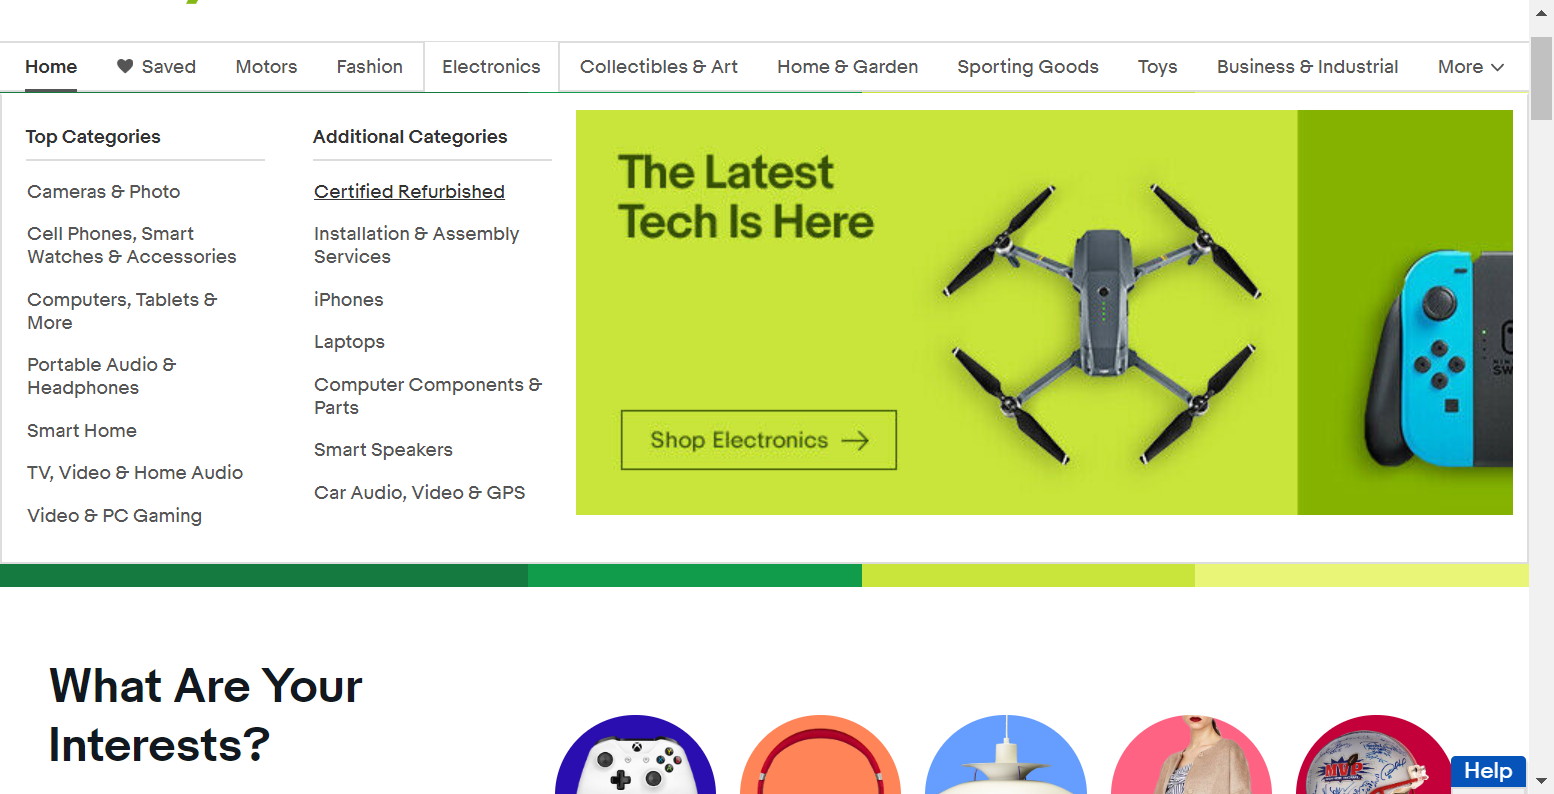 Home Saved Motors Fashion Electronics Collectibles & Art Home & Garden Sporting Goods Toys Business & Industrial More
Top Categories
Cameras & Photo
Cell Phones, Smart
Watches & Accessories
Computers, Tablets &
More
Portable Audio &
Headphones
Smart Home
TV, Video & Home Audio
Video & PC Gaming
Additional Categories
Certified Refurbished
Installation & Assembly
Services
iPhones
Laptops
Computer Components &
Parts
Smart Speakers
Car Audio, Video & GPS
The Latest
Tech Is Here
Shop Electronics
What Are Your
Interests?
MVP
Help